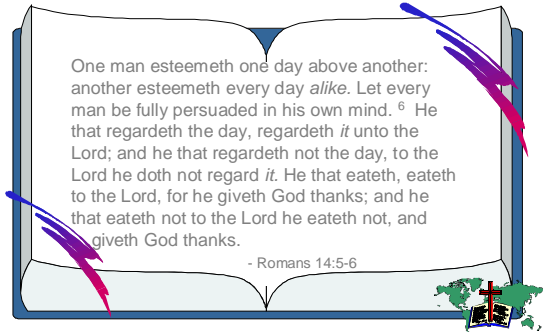 One man esteemeth one day above another:
another esteemeth every day alike. Let every
man be fully persuaded in his own mind. ⁶ He
that regardeth the day, regardeth it unto the
Lord; and he that regardeth not the day, to the
Lord he doth not regard it. He that eateth, eateth
to the Lord, for he giveth God thanks; and he
that eateth not to the Lord he eateth not, and
giveth God thanks.
- Romans 14:5-6